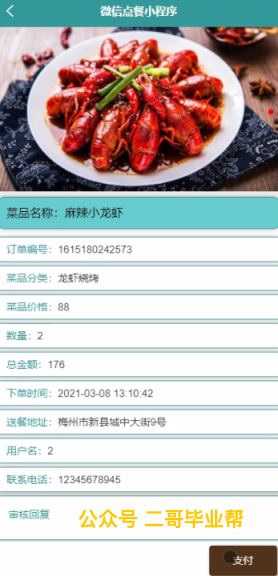 微信点餐小程序
菜品名称：麻辣小龙虾
订单编号：1615180242573
菜品分类：龙虾烧烤
菜品价格：88
数量：2
总金额：176
下单时间：2021-03-08 13:10:42
送餐地址：梅州市新县城中大街9号
用户名：2
联系电话：12345678945
审核回复
公众号 二哥毕业帮
支付